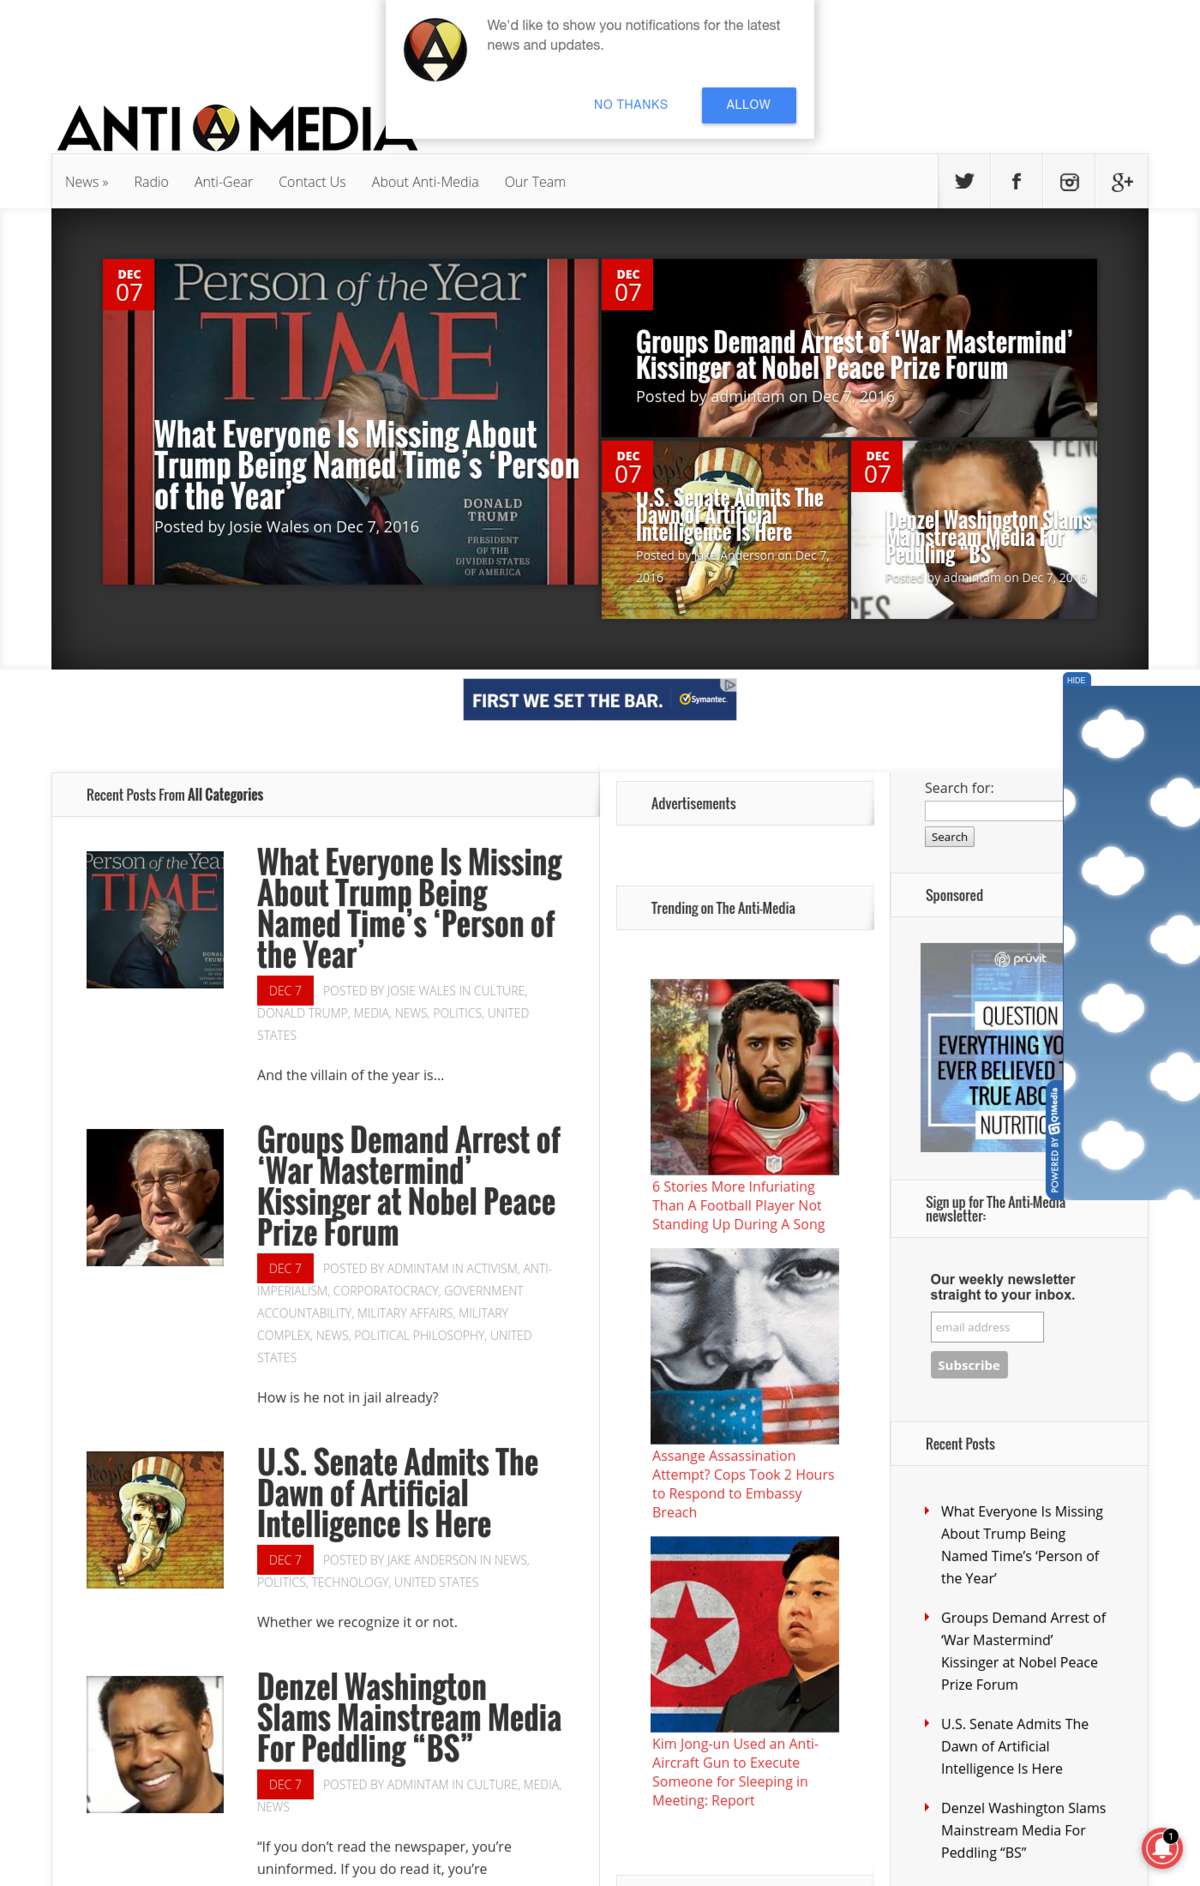 We'd like to show you notifications for the latest
news and updates.
NO THANKS
ALLOW
ANTI MEDIA
News »
Radio
Anti-Gear
Contact Us
About Anti-Media
Our Team
DEC
07
Person of the Year
TIME
What Everyone Is Missing About
Trump Being Named Time's 'Person
of the Year'
Posted by Josie Wales on Dec 7, 2016
DONALD
TRUMP
PRESIDENT
OF THE
DIVIDED STATES
OF AMERICA
DEC
07
Groups Demand Arrest of 'War Mastermind'
Kissinger at Nobel Peace Prize Forum
Posted by admintam on Dec 7, 2016
DEC
07
U.S. Senate Admits The
Dawn of Artificial
Intelligence Is Here
Posted by Jake Anderson on Dec 7,
2016
DEC
07
Denzel Washington Slams
Mainstream Media For
Peddling "BS"
Posted by admintam on Dec 7, 2016
FIRST WE SET THE BAR.
Symantec.
HIDE
Recent Posts From All Categories
Person of the Year
TIME
What Everyone Is Missing
About Trump Being
Named Time's 'Person of
the Year'
DEC 7
POSTED BY JOSIE WALES IN CULTURE,
DONALD TRUMP, MEDIA, NEWS, POLITICS, UNITED
STATES
And the villain of the year is...
Groups Demand Arrest of
'War Mastermind'
Kissinger at Nobel Peace
Prize Forum
DEC 7
POSTED BY ADMINTAM IN ACTIVISM, ANTI-
IMPERIALISM, CORPORATOCRACY, GOVERNMENT
ACCOUNTABILITY, MILITARY AFFAIRS, MILITARY
COMPLEX, NEWS, POLITICAL PHILOSOPHY, UNITED
STATES
How is he not in jail already?
U.S. Senate Admits The
Dawn of Artificial
Intelligence Is Here
DEC 7
POSTED BY JAKE ANDERSON IN NEWS,
POLITICS, TECHNOLOGY, UNITED STATES
Whether we recognize it or not.
Denzel Washington
Slams Mainstream Media
For Peddling "BS"
DEC 7
POSTED BY ADMINTAM IN CULTURE, MEDIA,
NEWS
"If you don't read the newspaper, you're
uninformed. If you do read it, you're
Advertisements
Trending on The Anti-Media
6 Stories More Infuriating
Than A Football Player Not
Standing Up During A Song
Assange Assassination
Attempt? Cops Took 2 Hours
to Respond to Embassy
Breach
Kim Jong-un Used an Anti-
Aircraft Gun to Execute
Someone for Sleeping in
Meeting: Report
Search for:
Search
Sponsored
prüvit
QUESTION
EVERYTHING YO
EVER BELIEVED
TRUE ABO
NUTRITIO
POWERED BY Q1Media
Sign up for The Anti-Media
newsletter:
Our weekly newsletter
straight to your inbox.
email address
Subscribe
Recent Posts
What Everyone Is Missing
About Trump Being
Named Time's 'Person of
the Year'
Groups Demand Arrest of
'War Mastermind'
Kissinger at Nobel Peace
Prize Forum
U.S. Senate Admits The
Dawn of Artificial
Intelligence Is Here
Denzel Washington Slams
Mainstream Media For
Peddling "BS"
1